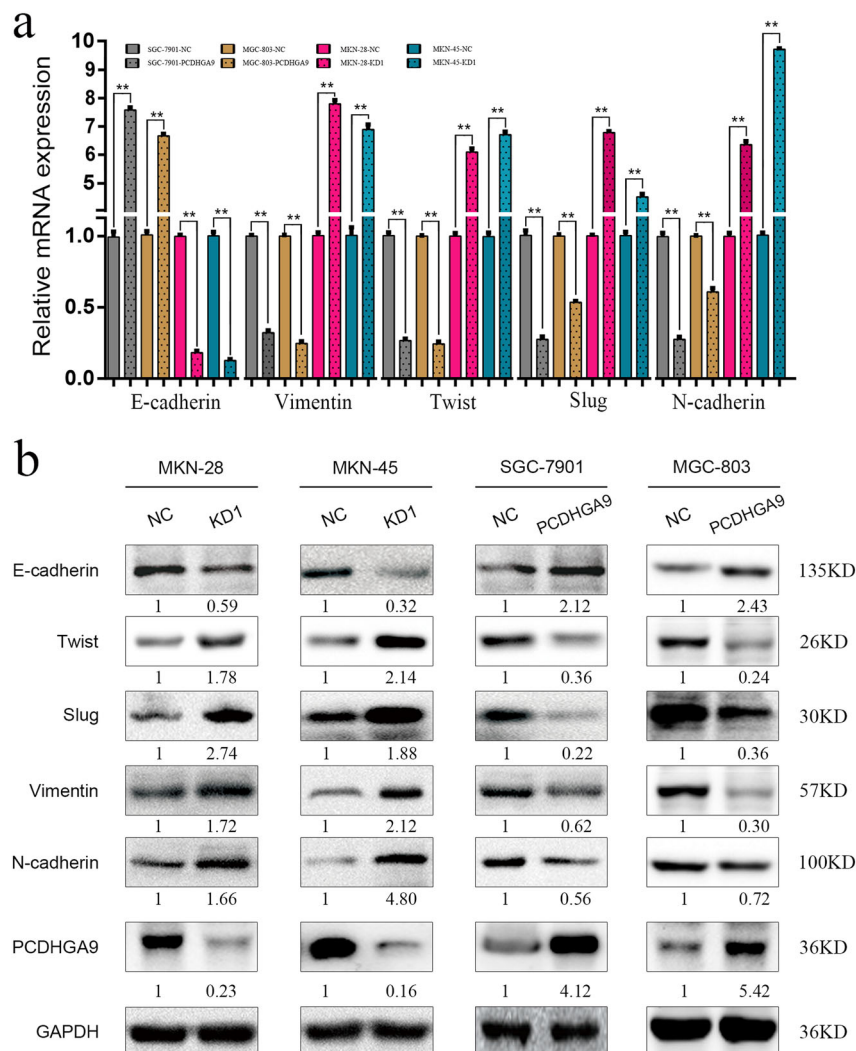 a
SGC-7901-NC MGC-803-NC MKN-28-NC MKN-45-NC
SGC-7901-PCDHGA9 MGC-803-PCDHGA9 MKN-28-KD1 MKN-45-KD1
Relative mRNA expression
10
9
8
7
6
5
1.0
0.5
0.0
** ** ** **
** ** ** **
** ** ** **
** ** ** **
** ** ** **
E-cadherin Vimentin Twist Slug N-cadherin
b
MKN-28 MKN-45 SGC-7901 MGC-803
NC KD1 NC KD1 NC PCDHGA9 NC PCDHGA9
E-cadherin 135KD
1 0.59 1 0.32 1 2.12 1 2.43
Twist 26KD
1 1.78 1 2.14 1 0.36 1 0.24
Slug 30KD
1 2.74 1 1.88 1 0.22 1 0.36
Vimentin 57KD
1 1.72 1 2.12 1 0.62 1 0.30
N-cadherin 100KD
1 1.66 1 4.80 1 0.56 1 0.72
PCDHGA9 36KD
1 0.23 1 0.16 1 4.12 1 5.42
GAPDH 36KD